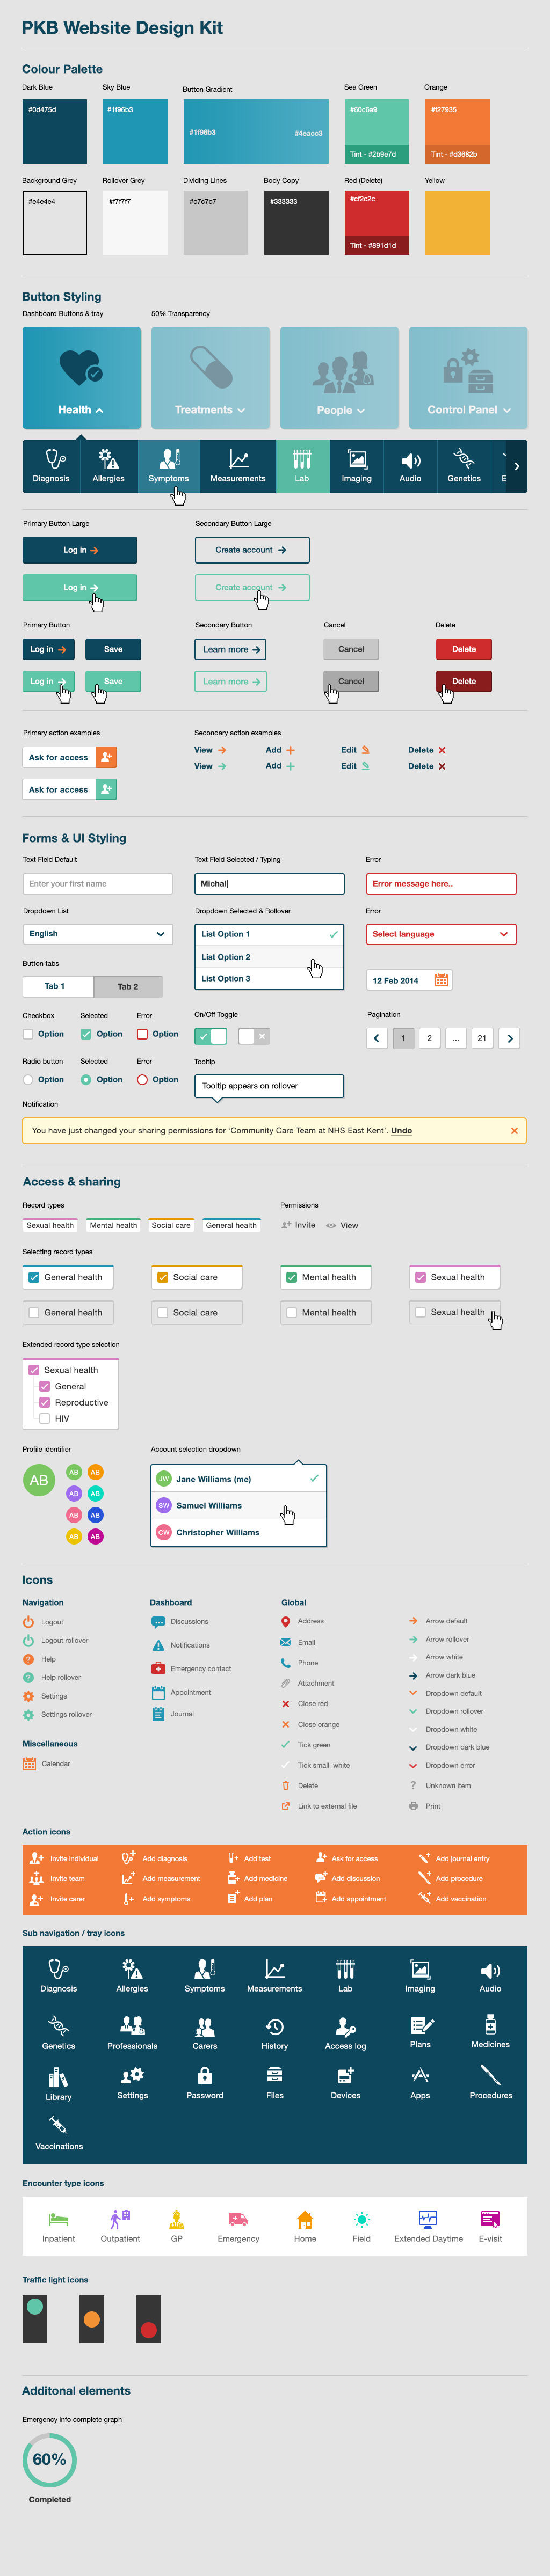 PKB Website Design Kit
Colour Palette
Dark Blue
Sky Blue
Button Gradient
Sea Green
Orange
#0d475d
#1f96b3
#1f96b3
#4eacc3
#60c6a9
Tint - #2b9e7d
#f27935
Tint - #d3682b
Background Grey
Rollover Grey
Dividing Lines
Body Copy
Red (Delete)
Yellow
#e4e4e4
#f7f7f7
#c7c7c7
#333333
#cf2c2c
Tint - #891d1d
Button Styling
Dashboard Buttons & tray
50% Transparency
Health
Treatments
People
Control Panel
Diagnosis
Allergies
Symptoms
Measurements
Lab
Imaging
Audio
Genetics
E
Primary Button Large
Secondary Button Large
Log in
Create account
Log in
Create account
Primary Button
Secondary Button
Cancel
Delete
Log in
Save
Learn more
Cancel
Delete
Log in
Save
Learn more
Cancel
Delete
Primary action examples
Secondary action examples
Ask for access
View
Add
Edit
Delete
View
Add
Edit
Delete
Ask for access
Forms & UI Styling
Text Field Default
Text Field Selected / Typing
Error
Enter your first name
Michal
Error message here..
Dropdown List
Dropdown Selected & Rollover
Error
English
List Option 1
List Option 2
List Option 3
Select language
Button tabs
Tab 1
Tab 2
12 Feb 2014
Checkbox
Selected
Error
On/Off Toggle
Pagination
Option
Option
Option
1
2
...
21
Radio button
Selected
Error
Tooltip
Option
Option
Option
Tooltip appears on rollover
Notification
You have just changed your sharing permissions for 'Community Care Team at NHS East Kent'. Undo
Access & sharing
Record types
Permissions
Sexual health
Mental health
Social care
General health
Invite
View
Selecting record types
General health
Social care
Mental health
Sexual health
General health
Social care
Mental health
Sexual health
Extended record type selection
Sexual health
General
Reproductive
HIV
Profile identifier
Account selection dropdown
AB
AB
AB
AB
AB
AB
AB
AB
AB
JW
Jane Williams (me)
SW
Samuel Williams
CW
Christopher Williams
Icons
Navigation
Logout
Logout rollover
Help
Help rollover
Settings
Settings rollover
Miscellaneous
Calendar
Dashboard
Discussions
Notifications
Emergency contact
Appointment
Journal
Global
Address
Email
Phone
Attachment
Close red
Close orange
Tick green
Tick small white
Delete
Link to external file
Arrow default
Arrow rollover
Arrow white
Arrow dark blue
Dropdown default
Dropdown rollover
Dropdown white
Dropdown dark blue
Dropdown error
Unknown item
Print
Action icons
Invite individual
Add diagnosis
Add test
Ask for access
Add journal entry
Invite team
Add measurement
Add medicine
Add discussion
Add procedure
Invite carer
Add symptoms
Add plan
Add appointment
Add vaccination
Sub navigation / tray icons
Diagnosis
Allergies
Symptoms
Measurements
Lab
Imaging
Audio
Genetics
Professionals
Carers
History
Access log
Plans
Medicines
Library
Settings
Password
Files
Devices
Apps
Procedures
Vaccinations
Encounter type icons
Inpatient
Outpatient
GP
Emergency
Home
Field
Extended Daytime
E-visit
Traffic light icons
Additonal elements
Emergency info complete graph
60%
Completed